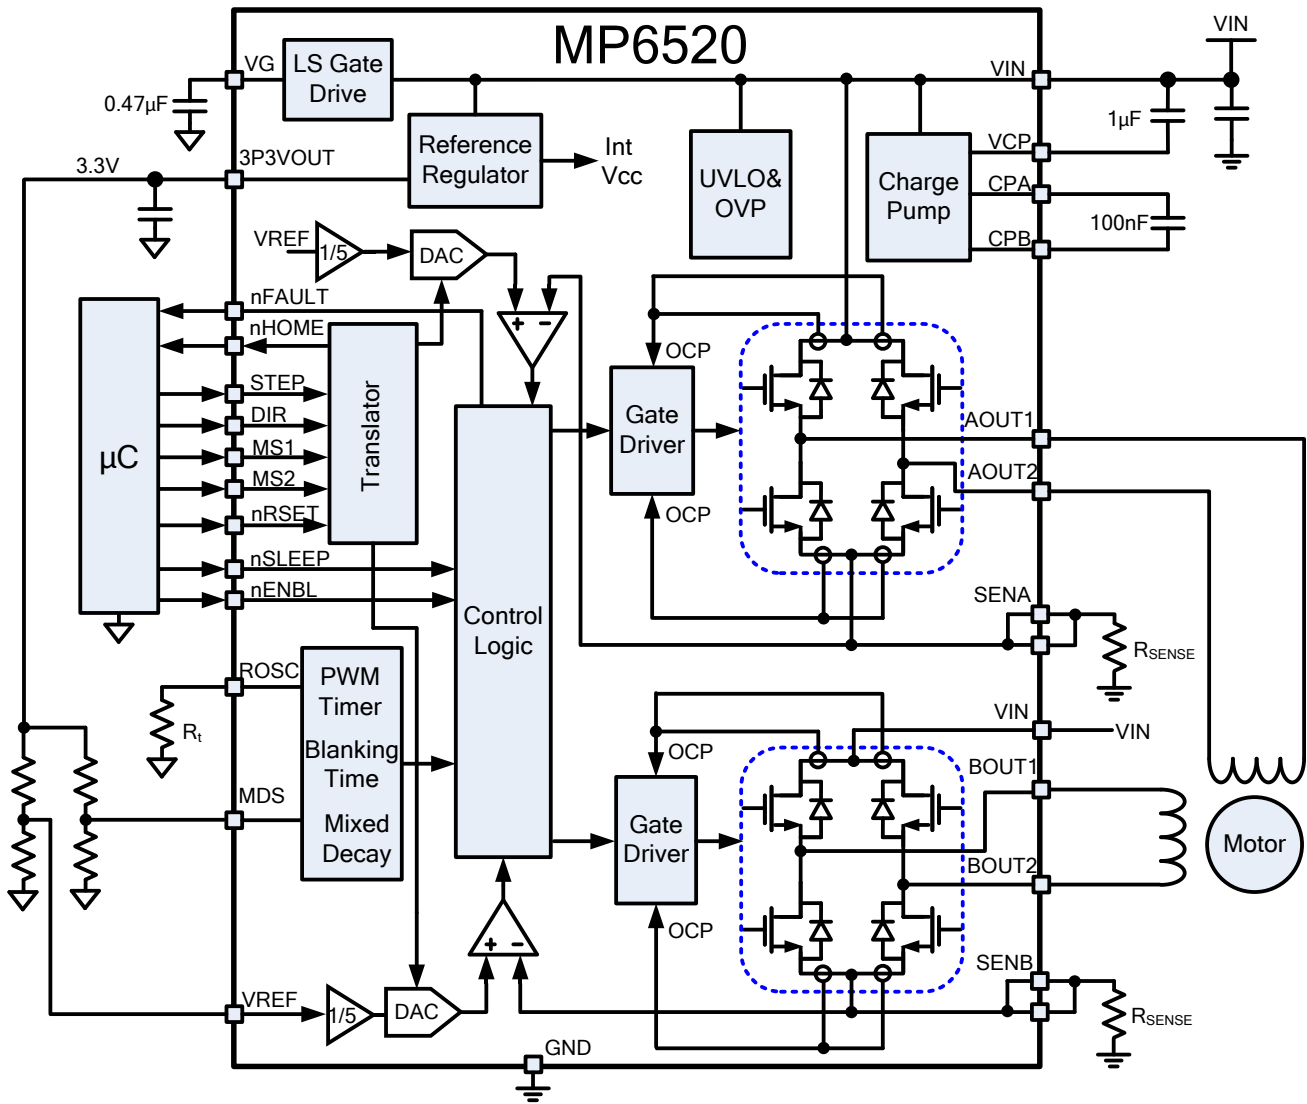 MP6520
VIN
VG
LS Gate
Drive
VIN
0.47µF
1µF
VCP
Reference
Regulator
Int
Vcc
3P3VOUT
3.3V
UVLO&
OVP
Charge
Pump
CPA
100nF
CPB
VREF
1/5
DAC
+ -
nFAULT
nHOME
STEP
DIR
MS1
MS2
nRSET
nSLEEP
nENBL
µC
Translator
OCP
Gate
Driver
OCP
AOUT1
AOUT2
Control
Logic
SENA
RSENSE
ROSC
Rt
PWM
Timer
Blanking
Time
Mixed
Decay
MDS
VIN
VIN
OCP
Gate
Driver
OCP
BOUT1
BOUT2
Motor
+ -
VREF
1/5
DAC
SENB
RSENSE
GND